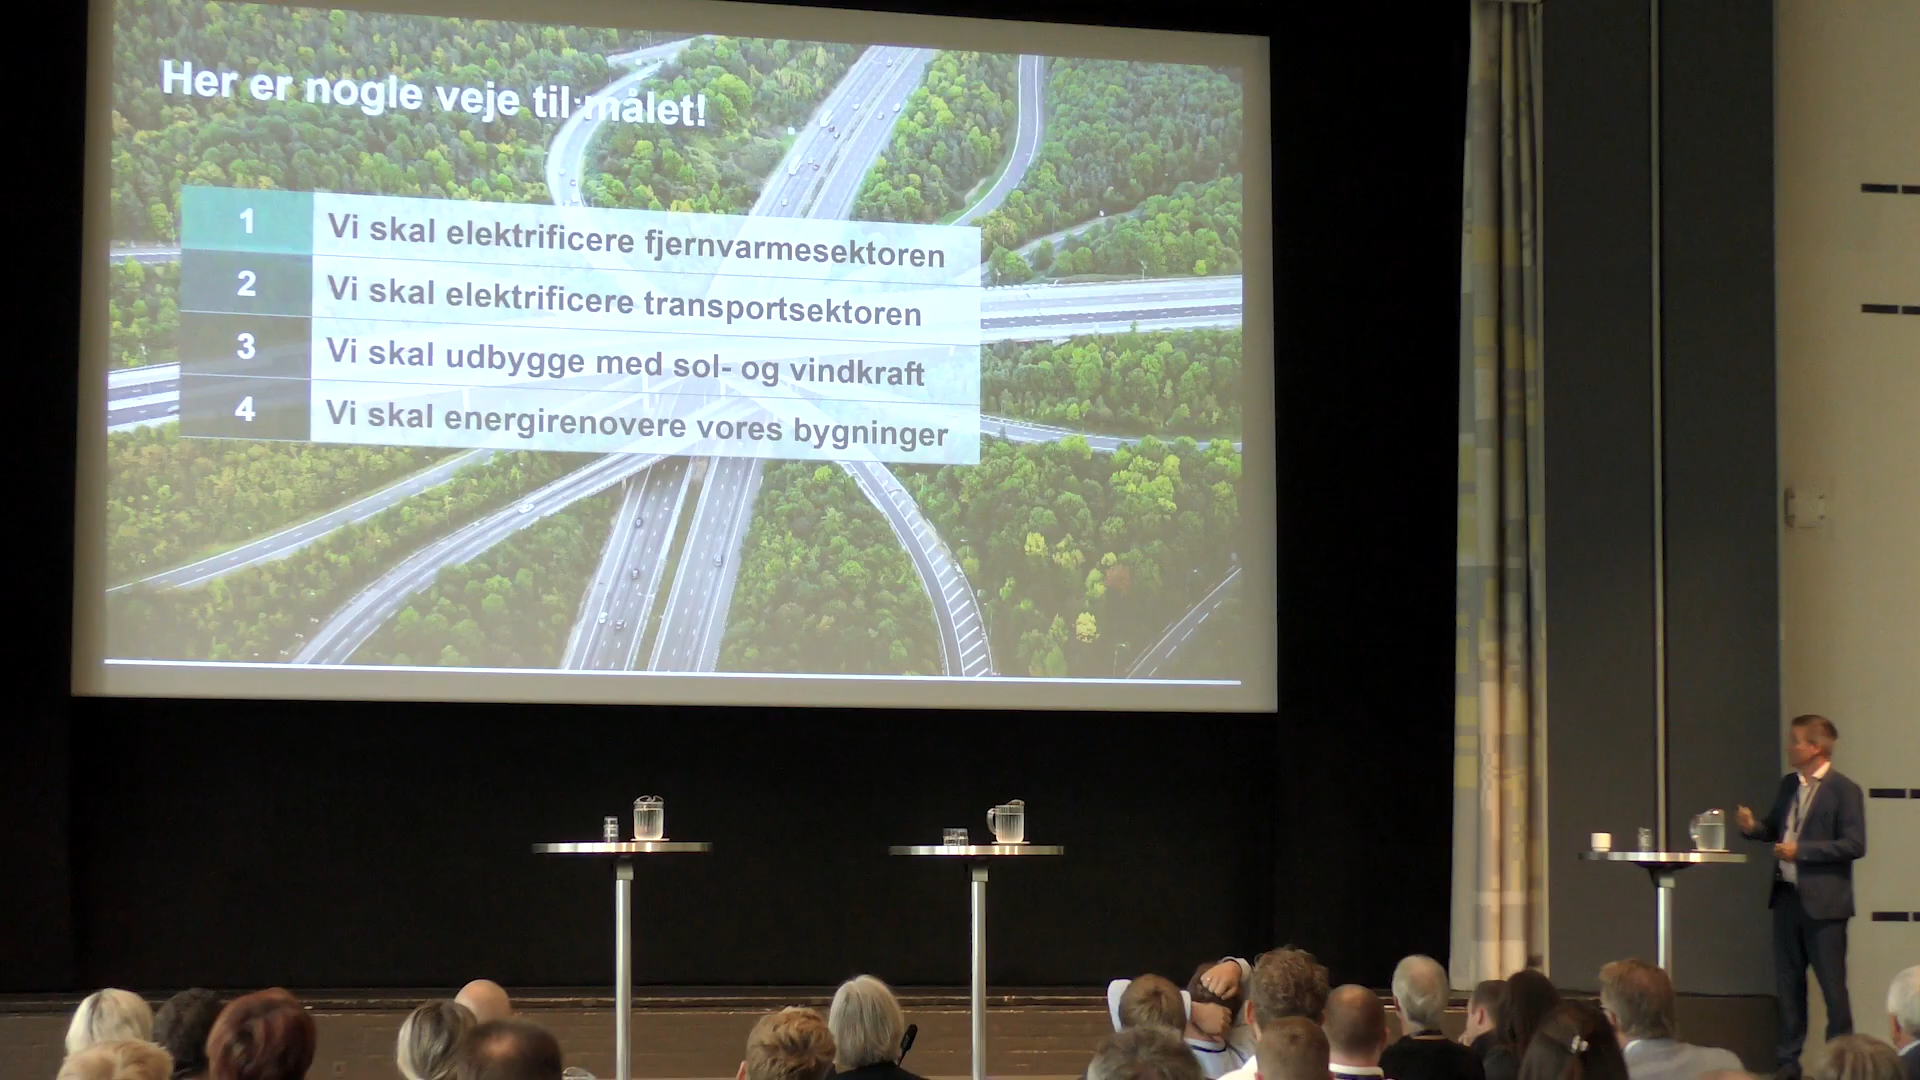 Her er nogle veje til målet!
1 Vi skal elektrificere fjernvarmesektoren
2 Vi skal elektrificere transportsektoren
3 Vi skal udbygge med sol- og vindkraft
4 Vi skal energirenovere vores bygninger